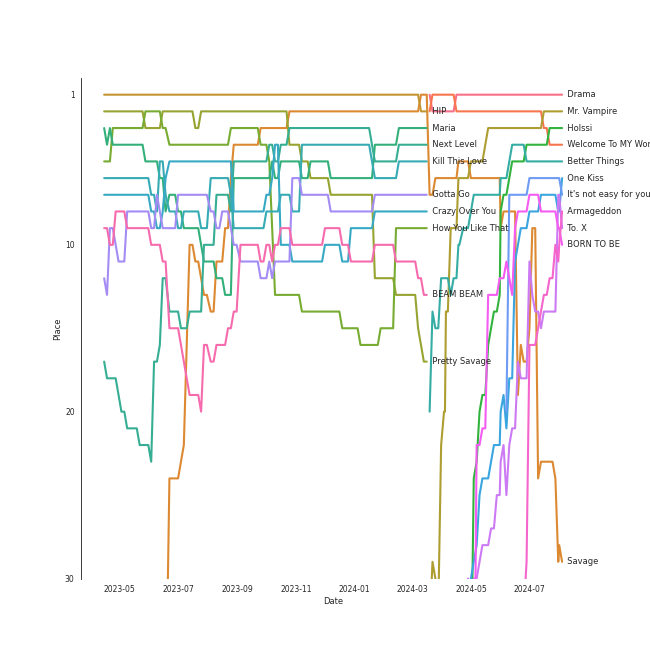 1
10
20
30
Place
Drama
HIP
Mr. Vampire
Maria
Holssi
Next Level
Welcome To MY Wor
Kill This Love
Better Things
One Kiss
Gotta Go
It's not easy for you
Crazy Over You
Armageddon
How You Like That
To. X
BORN TO BE
BEAM BEAM
Pretty Savage
Savage
2023-05
2023-07
2023-09
2023-11
2024-01
2024-03
2024-05
2024-07
Date